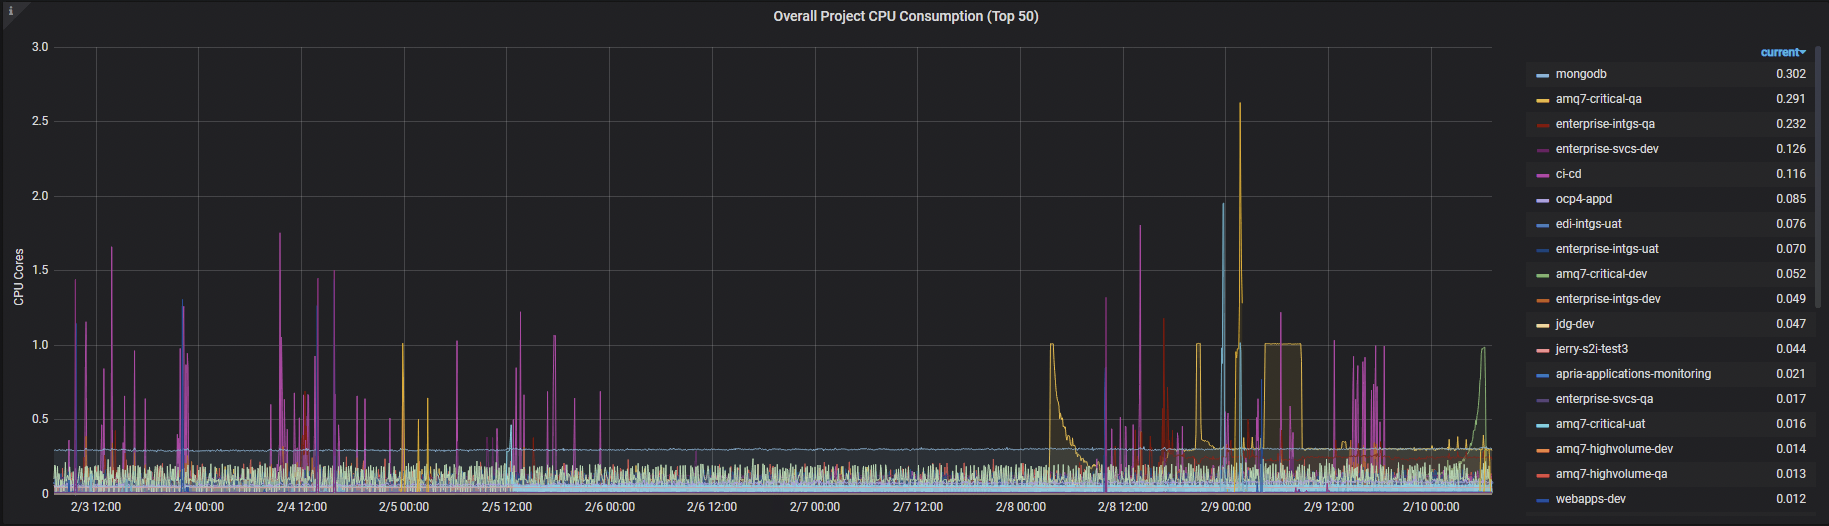 i
Overall Project CPU Consumption (Top 50)
3.0
2.5
2.0
1.5
1.0
0.5
0
CPU Cores
2/3 12:00 2/4 00:00 2/4 12:00 2/5 00:00 2/5 12:00 2/6 00:00 2/6 12:00 2/7 00:00 2/7 12:00 2/8 00:00 2/8 12:00 2/9 00:00 2/9 12:00 2/10 00:00
current
mongodb 0.302
amq7-critical-qa 0.291
enterprise-intgs-qa 0.232
enterprise-svcs-dev 0.126
ci-cd 0.116
ocp4-appd 0.085
edi-intgs-uat 0.076
enterprise-intgs-uat 0.070
amq7-critical-dev 0.052
enterprise-intgs-dev 0.049
jdg-dev 0.047
jerry-s2i-test3 0.044
apria-applications-monitoring 0.021
enterprise-svcs-qa 0.017
amq7-critical-uat 0.016
amq7-highvolume-dev 0.014
amq7-highvolume-qa 0.013
webapps-dev 0.012